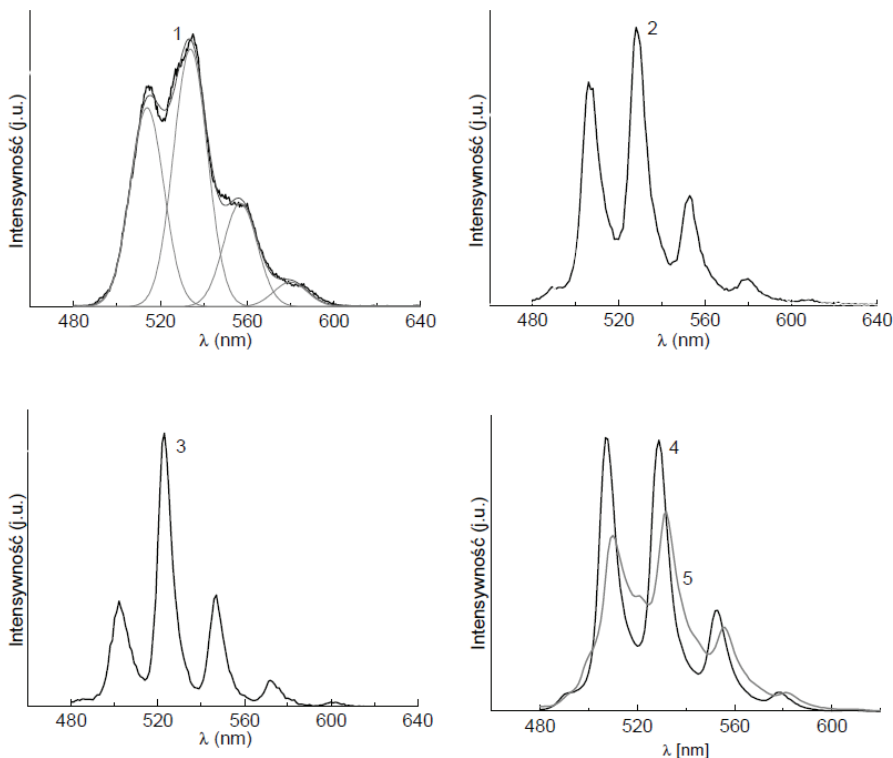 Intensywność (j.u.)
1
480 520 560 600 640
λ (nm)
Intensywność (j.u.)
2
480 520 560 600 640
λ (nm)
Intensywność (j.u.)
3
480 520 560 600 640
λ (nm)
Intensywność (j.u.)
4
5
480 520 560 600
λ [nm]